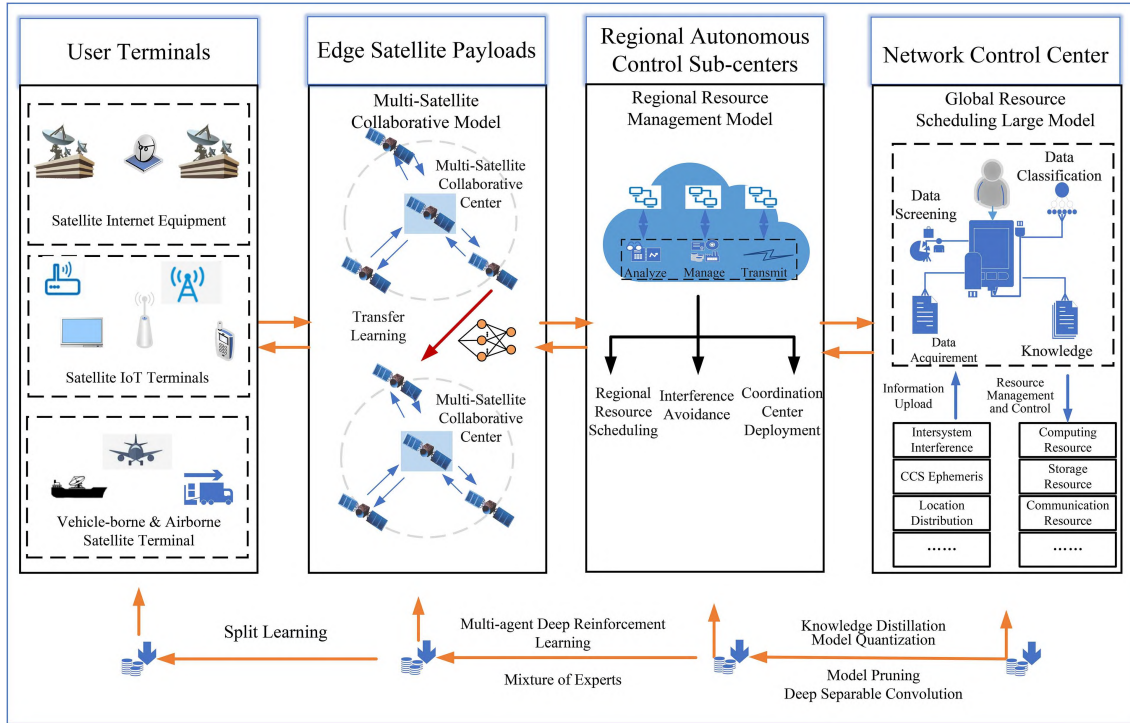 User Terminals
Satellite Internet Equipment
Satellite IoT Terminals
Vehicle-borne & Airborne
Satellite Terminal
Edge Satellite Payloads
Multi-Satellite
Collaborative Model
Multi-Satellite
Collaborative
Center
Transfer
Learning
Multi-Satellite
Collaborative
Center
Regional Autonomous
Control Sub-centers
Regional Resource
Management Model
Analyze
Manage
Transmit
Regional
Resource
Scheduling
Interference
Avoidance
Coordination
Center
Deployment
Network Control Center
Global Resource
Scheduling Large Model
Data
Classification
Data
Screening
Data
Acquirement
Knowledge
Information
Upload
Resource
Management
and Control
Intersystem
Interference
CCS Ephemeris
Location
Distribution
......
Computing
Resource
Storage
Resource
Communication
Resource
......
Split Learning
Multi-agent Deep Reinforcement
Learning
Mixture of Experts
Knowledge Distillation
Model Quantization
Model Pruning
Deep Separable Convolution